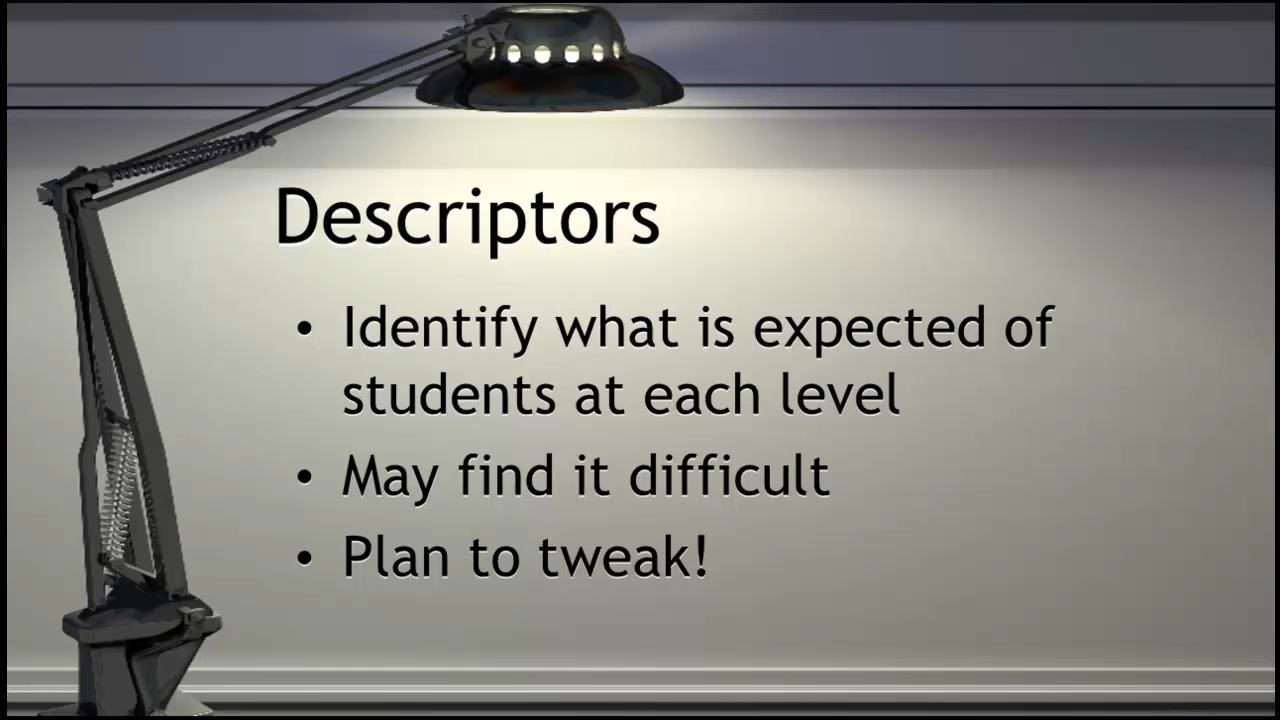 Descriptors
• Identify what is expected of
students at each level
• May find it difficult
• Plan to tweak!